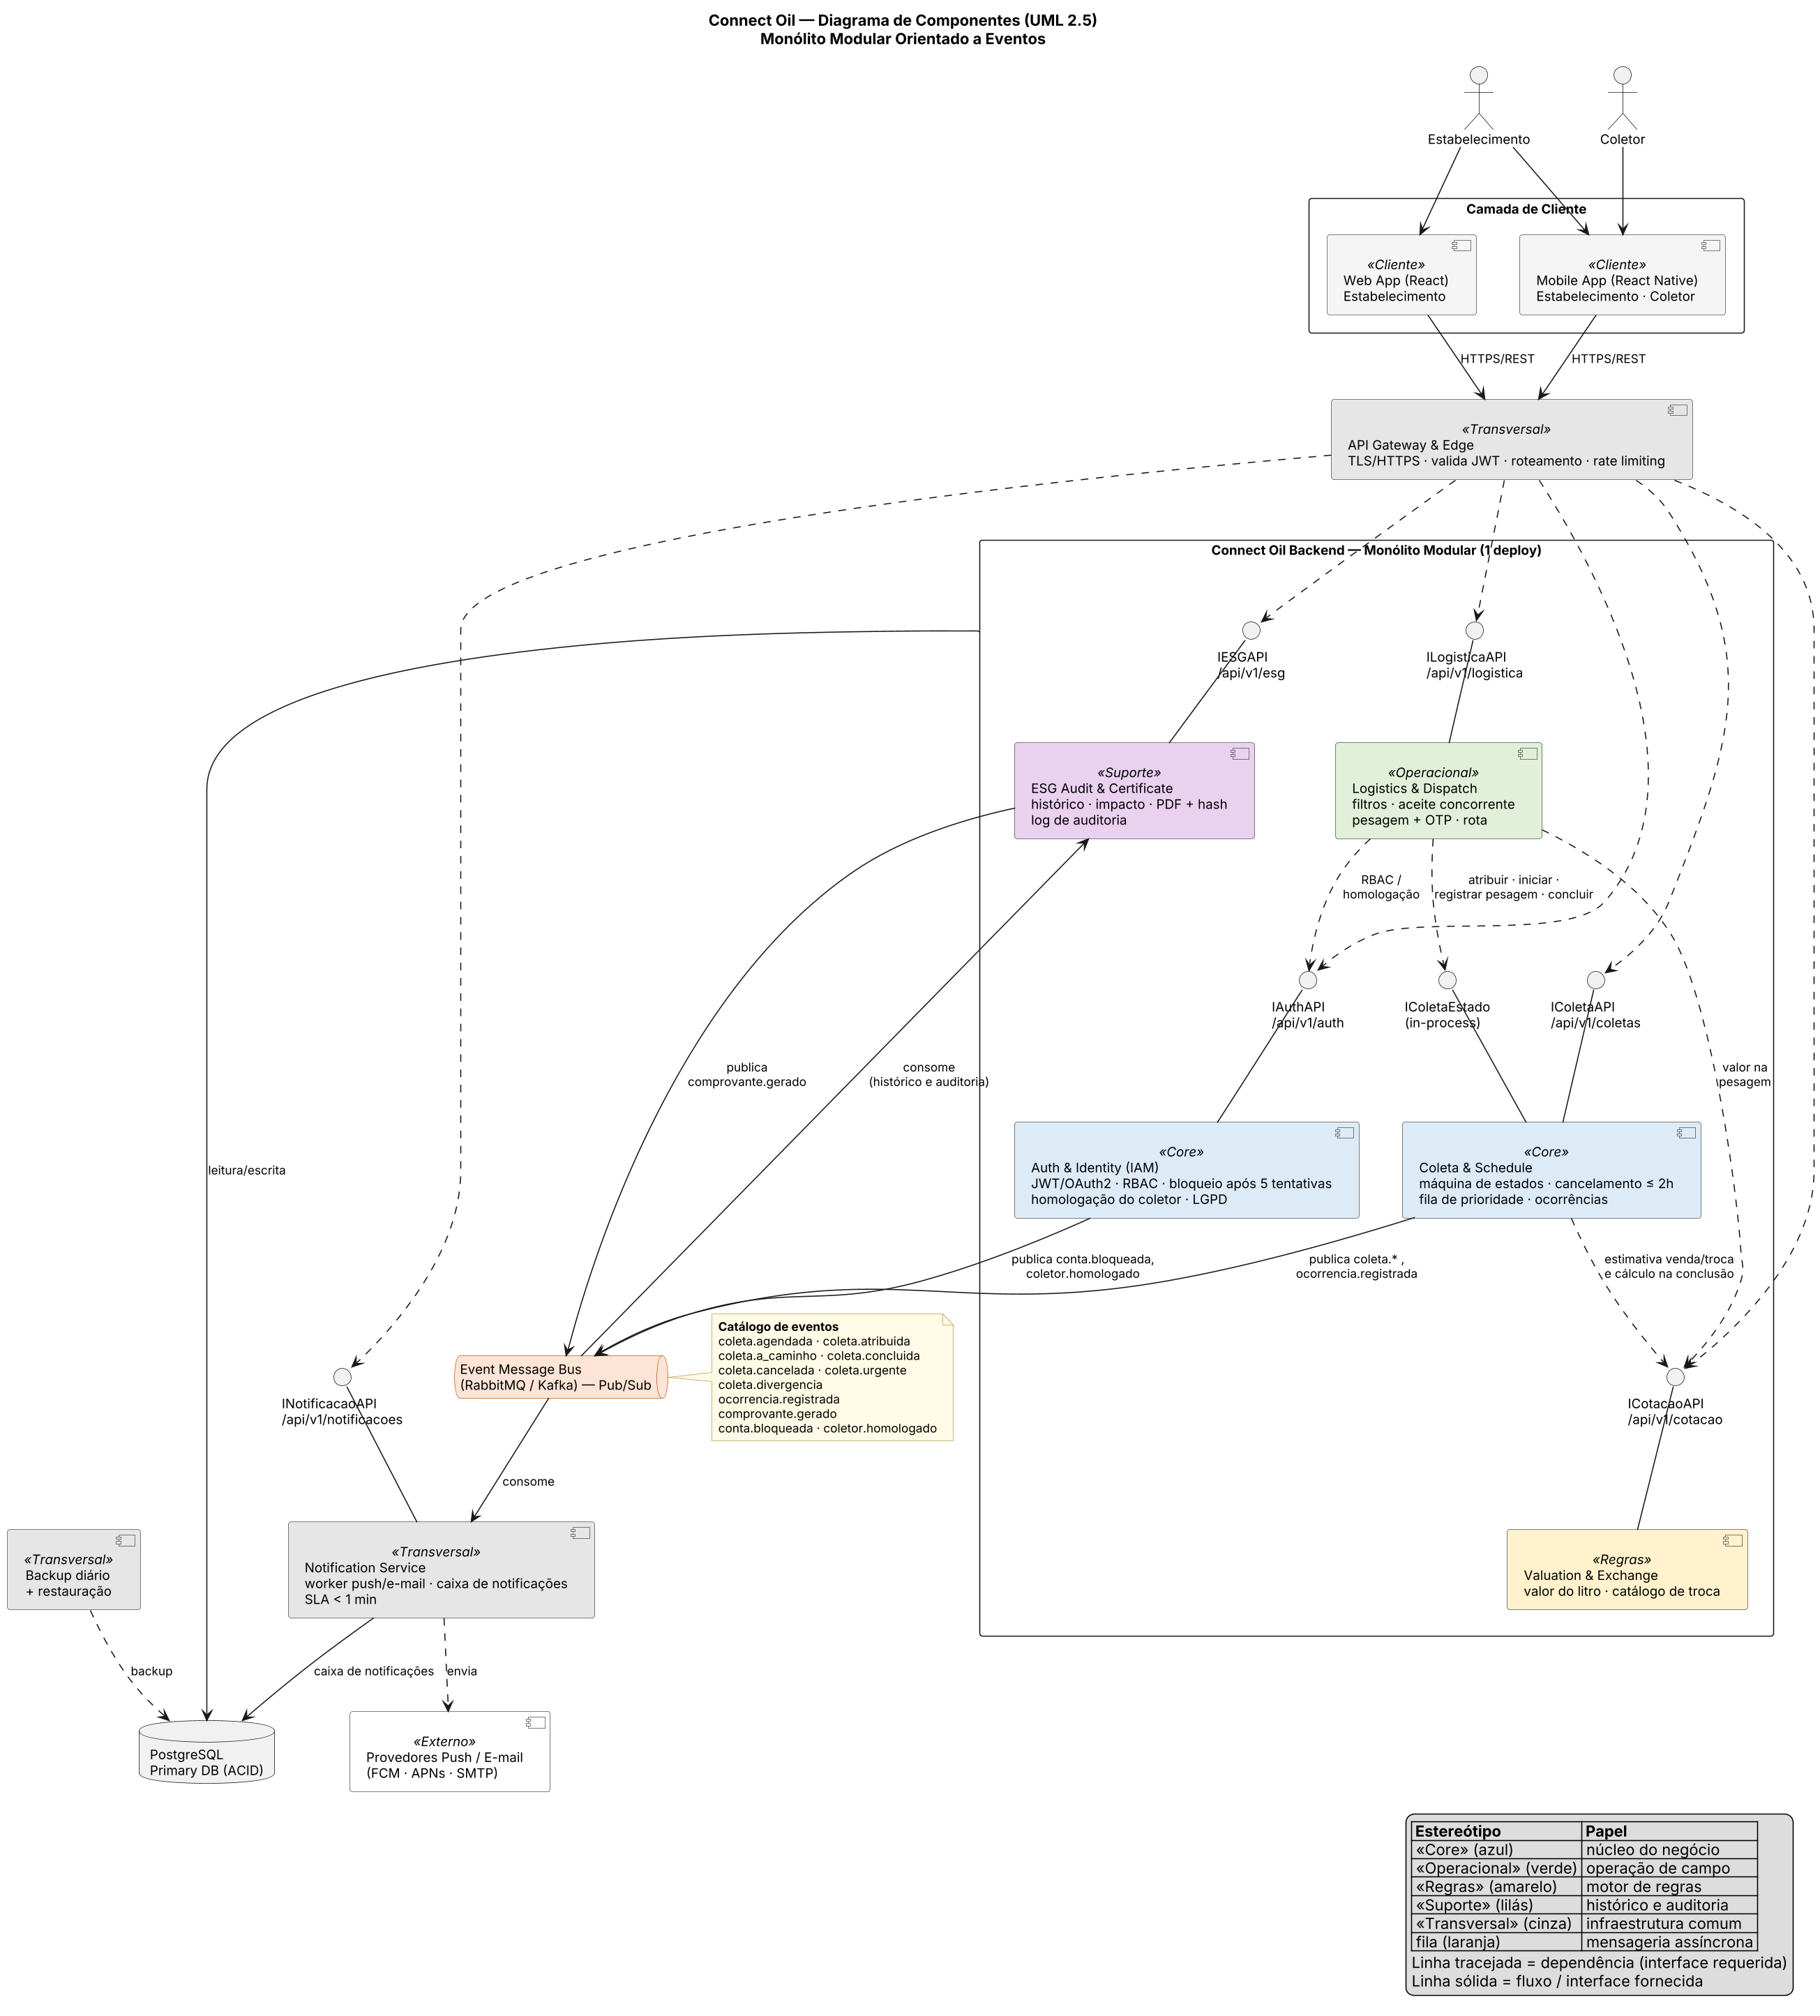 Connect Oil — Diagrama de Componentes (UML 2.5)
Monólito Modular Orientado a Eventos
Estabelecimento
Coletor
Camada de Cliente
«Cliente»
Web App (React)
Estabelecimento
«Cliente»
Mobile App (React Native)
Estabelecimento · Coletor
HTTPS/REST
HTTPS/REST
«Transversal»
API Gateway & Edge
TLS/HTTPS · valida JWT · roteamento · rate limiting
Connect Oil Backend — Monólito Modular (1 deploy)
IESGAPI
/api/v1/esg
ILogisticaAPI
/api/v1/logistica
«Suporte»
ESG Audit & Certificate
histórico · impacto · PDF + hash
log de auditoria
«Operacional»
Logistics & Dispatch
filtros · aceite concorrente
pesagem + OTP · rota
RBAC /
homologação
atribuir · iniciar ·
registrar pesagem · concluir
IAuthAPI
/api/v1/auth
IColetaEstado
(in-process)
IColetaAPI
/api/v1/coletas
publica
comprovante.gerado
consome
(histórico e auditoria)
valor na
pesagem
leitura/escrita
«Core»
Auth & Identity (IAM)
JWT/OAuth2 · RBAC · bloqueio após 5 tentativas
homologação do coletor · LGPD
«Core»
Coleta & Schedule
máquina de estados · cancelamento ≤ 2h
fila de prioridade · ocorrências
publica conta.bloqueada,
coletor.homologado
publica coleta.* ,
ocorrencia.registrada
estimativa venda/troca
e cálculo na conclusão
INotificacaoAPI
/api/v1/notificacoes
Event Message Bus
(RabbitMQ / Kafka) — Pub/Sub
Catálogo de eventos
coleta.agendada · coleta.atribuida
coleta.a_caminho · coleta.concluida
coleta.cancelada · coleta.urgente
coleta.divergencia
ocorrencia.registrada
comprovante.gerado
conta.bloqueada · coletor.homologado
ICotacaoAPI
/api/v1/cotacao
consome
«Transversal»
Backup diário
+ restauração
«Transversal»
Notification Service
worker push/e-mail · caixa de notificações
SLA < 1 min
«Regras»
Valuation & Exchange
valor do litro · catálogo de troca
backup
caixa de notificações
envia
PostgreSQL
Primary DB (ACID)
«Externo»
Provedores Push / E-mail
(FCM · APNs · SMTP)
Estereótipo Papel
«Core» (azul) núcleo do negócio
«Operacional» (verde) operação de campo
«Regras» (amarelo) motor de regras
«Suporte» (lilás) histórico e auditoria
«Transversal» (cinza) infraestrutura comum
fila (laranja) mensageria assíncrona
Linha tracejada = dependência (interface requerida)
Linha sólida = fluxo / interface fornecida